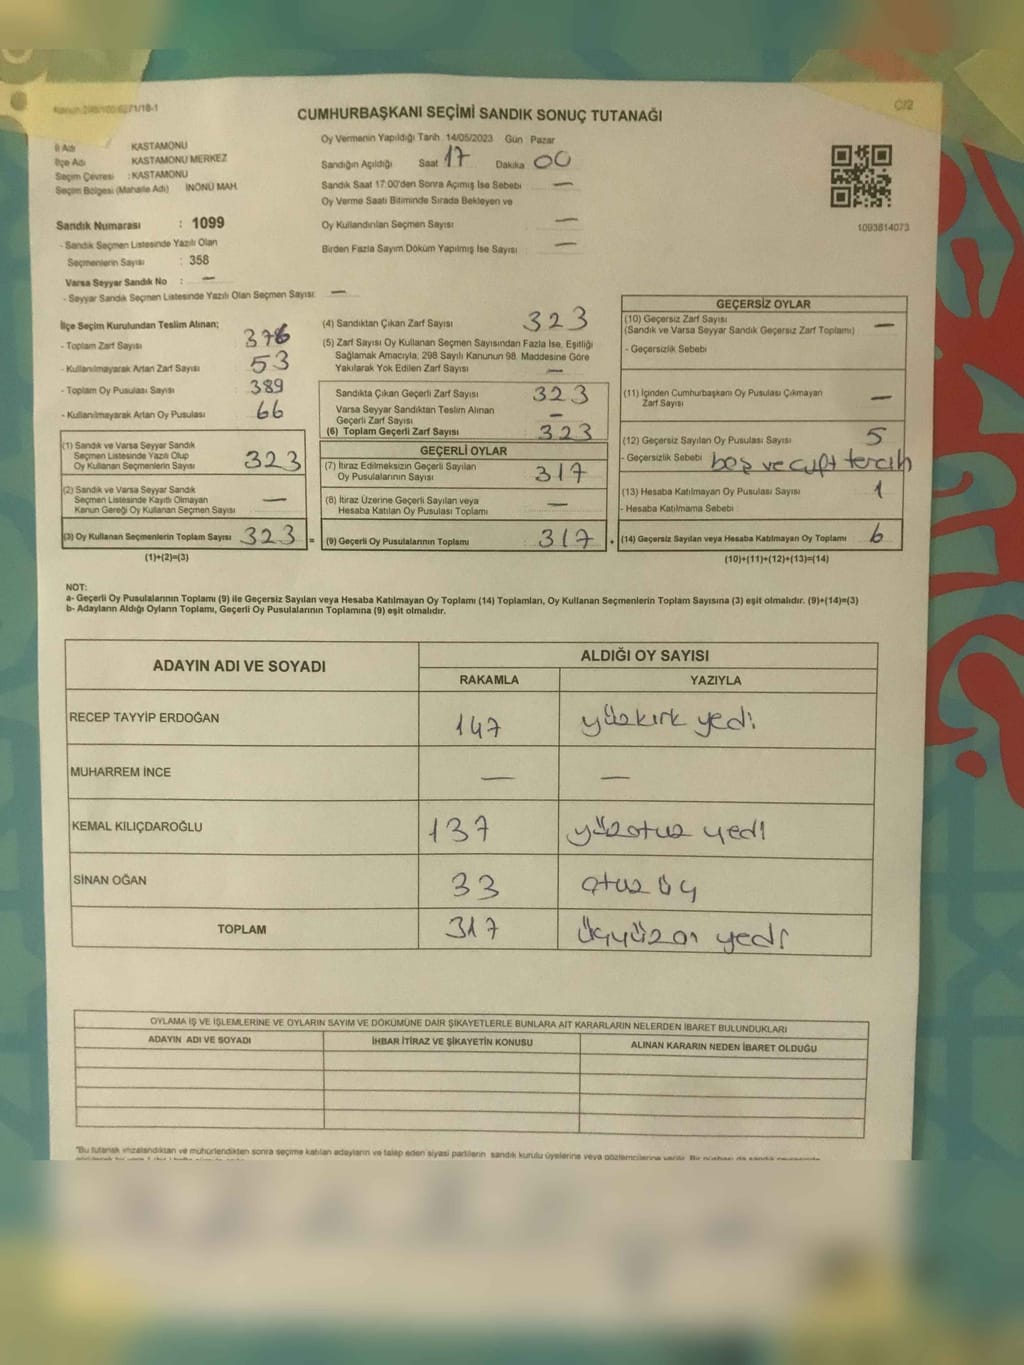 CUMHURBAŞKANI SEÇİMİ SANDIK SONUÇ TUTANAĞI
C/2
İl Adı KASTAMONU
İlçe Adı KASTAMONU MERKEZ
Seçim Çevresi : KASTAMONU
Seçim Bölgesi (Mahalle Adı) İNÖNÜ MAH.
Oy Vermenin Yapıldığı Tarih 14/05/2023 Gün : Pazar
Sandığın Açıldığı Saat 17 Dakika 00
Sandık Saat 17:00'den Sonra Açımış İse Sebebi —
Oy Verme Saati Bitiminde Sırada Bekleyen ve
Oy Kullandırılan Seçmen Sayısı —
Birden Fazla Sayım Döküm Yapılmış İse Sayısı —
1093814073
Sandık Numarası : 1099
- Sandık Seçmen Listesinde Yazılı Olan
Seçmenlerin Sayısı : 358
Varsa Seyyar Sandık No : —
- Seyyar Sandık Seçmen Listesinde Yazılı Olan Seçmen Sayısı: —
İlçe Seçim Kurulundan Teslim Alınan;
- Toplam Zarf Sayısı 376
- Kullanılmayarak Artan Zarf Sayısı 53
- Toplam Oy Pusulası Sayısı 389
- Kullanılmayarak Artan Oy Pusulası 66
(1) Sandık ve Varsa Seyyar Sandık
Seçmen Listesinde Yazılı Olup
Oy Kullanan Seçmenlerin Sayısı 323
(2) Sandık ve Varsa Seyyar Sandık
Seçmen Listesinde Kayıtlı Olmayan
Kanun Gereği Oy Kullanan Seçmen Sayısı —
(3) Oy Kullanan Seçmenlerin Toplam Sayısı 323 =
(1)+(2)=(3)
(4) Sandıktan Çıkan Zarf Sayısı 323
(5) Zarf Sayısı Oy Kullanan Seçmen Sayısından Fazla İse, Eşitliği
Sağlamak Amacıyla, 298 Sayılı Kanunun 98. Maddesine Göre
Yakılarak Yok Edilen Zarf Sayısı —
Sandıkta Çıkan Geçerli Zarf Sayısı 323
Varsa Seyyar Sandıktan Teslim Alınan
Geçerli Zarf Sayısı —
(6) Toplam Geçerli Zarf Sayısı 323
GEÇERLİ OYLAR
(7) İtiraz Edilmeksizin Geçerli Sayılan
Oy Pusulasının Sayısı 317
(8) İtiraz Üzerine Geçerli Sayılan veya
Hesaba Katılan Oy Pusulası Toplamı —
(9) Geçerli Oy Pusulalarının Toplamı 317 +
GEÇERSİZ OYLAR
(10) Geçersiz Zarf Sayısı —
(Sandık ve Varsa Seyyar Sandık Geçersiz Zarf Toplamı)
- Geçersizlik Sebebi
(11) İçinden Cumhurbaşkanı Oy Pusulası Çıkmayan
Zarf Sayısı —
(12) Geçersiz Sayılan Oy Pusulası Sayısı 5
- Geçersizlik Sebebi boş ve çift tercih
(13) Hesaba Katılmayan Oy Pusulası Sayısı 1
- Hesaba Katılmama Sebebi
(14) Geçersiz Sayılan veya Hesaba Katılmayan Oy Toplamı 6
(10)+(11)+(12)+(13)=(14)
NOT:
a- Geçerli Oy Pusulalarının Toplamı (9) ile Geçersiz Sayılan veya Hesaba Katılmayan Oy Toplamı (14) Toplamları, Oy Kullanan Seçmenlerin Toplam Sayısına (3) eşit olmalıdır. (9)+(14)=(3)
b- Adayların Aldığı Oyların Toplamı, Geçerli Oy Pusulalarının Toplamına (9) eşit olmalıdır.
ADAYIN ADI VE SOYADI ALDIĞI OY SAYISI
RAKAMLA YAZIYLA
RECEP TAYYİP ERDOĞAN 147 yüzkırk yedi
MUHARREM İNCE — —
KEMAL KILIÇDAROĞLU 137 yüzotuz yedi
SİNAN OĞAN 33 otuz üç
TOPLAM 317 üçyüzon yedi
OYLAMA İŞ VE İŞLEMLERİNE VE OYLARIN SAYIM VE DÖKÜMÜNE DAİR ŞİKAYETLERLE BUNLARA AİT KARARLARIN NELERDEN İBARET BULUNDUKLARI
ADAYIN ADI VE SOYADI İHBAR İTİRAZ VE ŞİKAYETİN KONUSU ALINAN KARARIN NEDEN İBARET OLDUĞU
"Bu tutanak imzalandıktan ve mühürlendikten sonra seçime katılan adayların ve talep eden siyasi partilerin sandık kurulu üyelerine veya gözlemcilerine verilir. Bir nüshası da sandık çevresinde